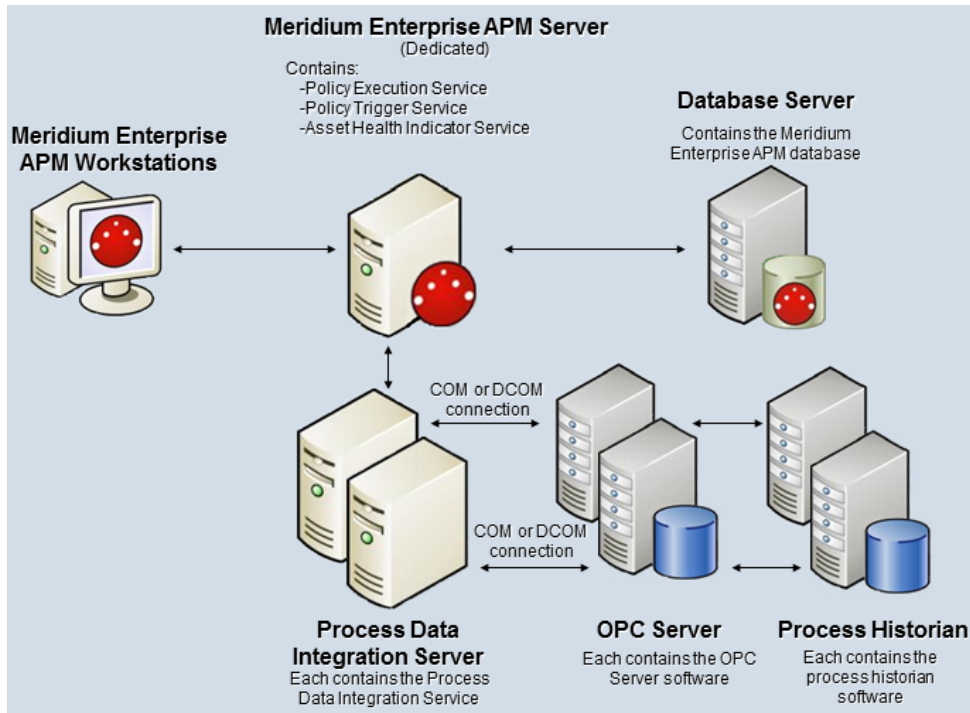 Meridium Enterprise APM Server
(Dedicated)
Contains:
-Policy Execution Service
-Policy Trigger Service
-Asset Health Indicator Service
Database Server
Contains the Meridium
Enterprise APM database
Meridium Enterprise
APM Workstations
COM or DCOM
connection
COM or DCOM
connection
Process Data
Integration Server
Each contains the Process
Data Integration Service
OPC Server
Each contains the OPC
Server software
Process Historian
Each contains the
process historian
software